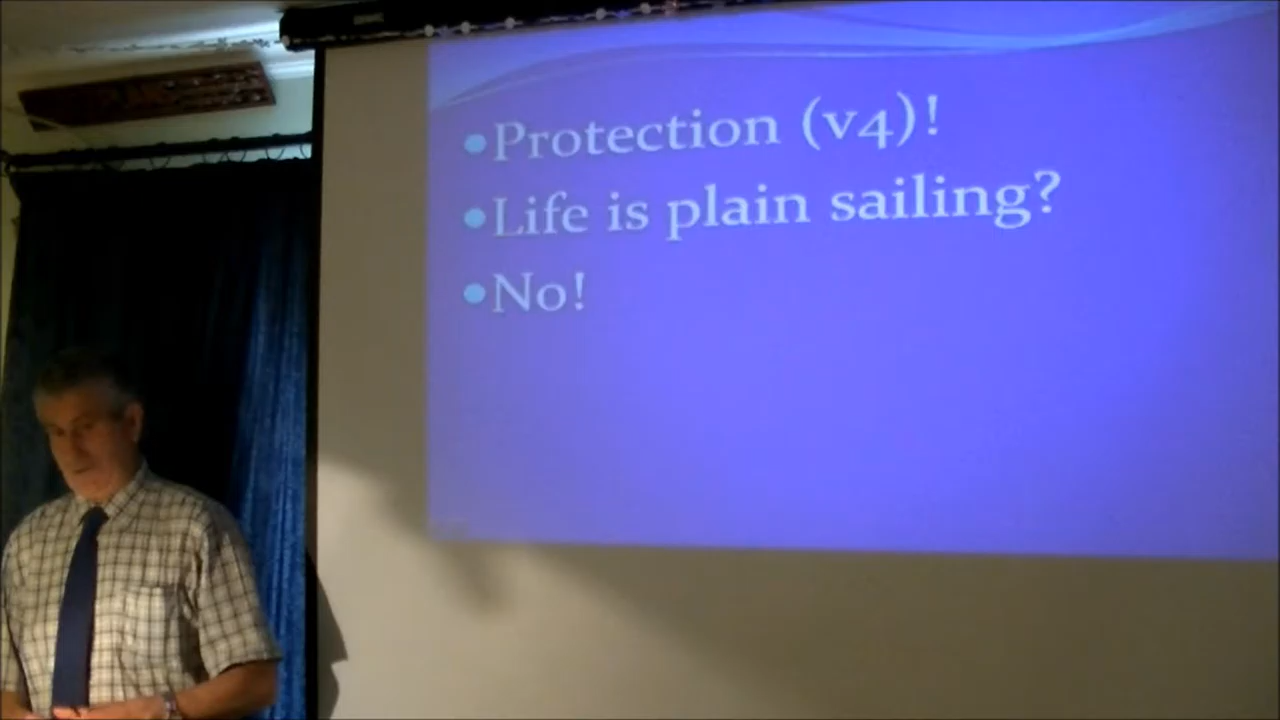 •Protection (v4)!
•Life is plain sailing?
•No!